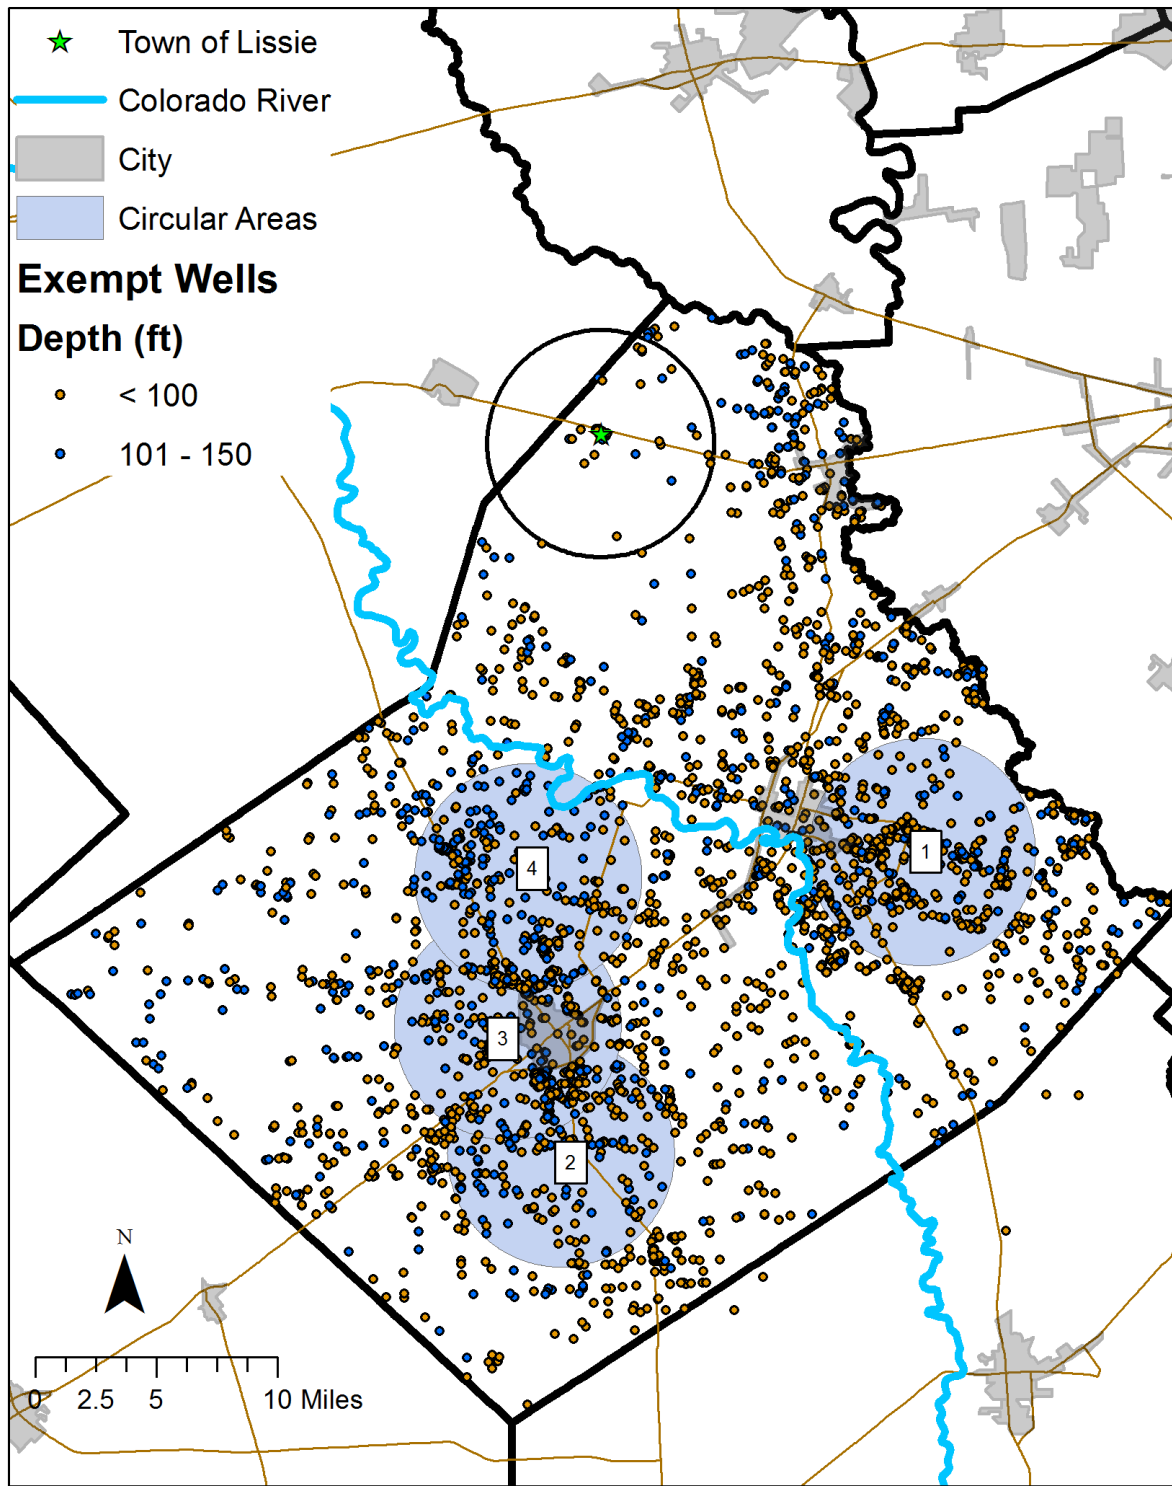 Town of Lissie
Colorado River
City
Circular Areas
Exempt Wells
Depth (ft)
< 100
101 - 150
1
4
3
2
N
0 2.5 5 10 Miles